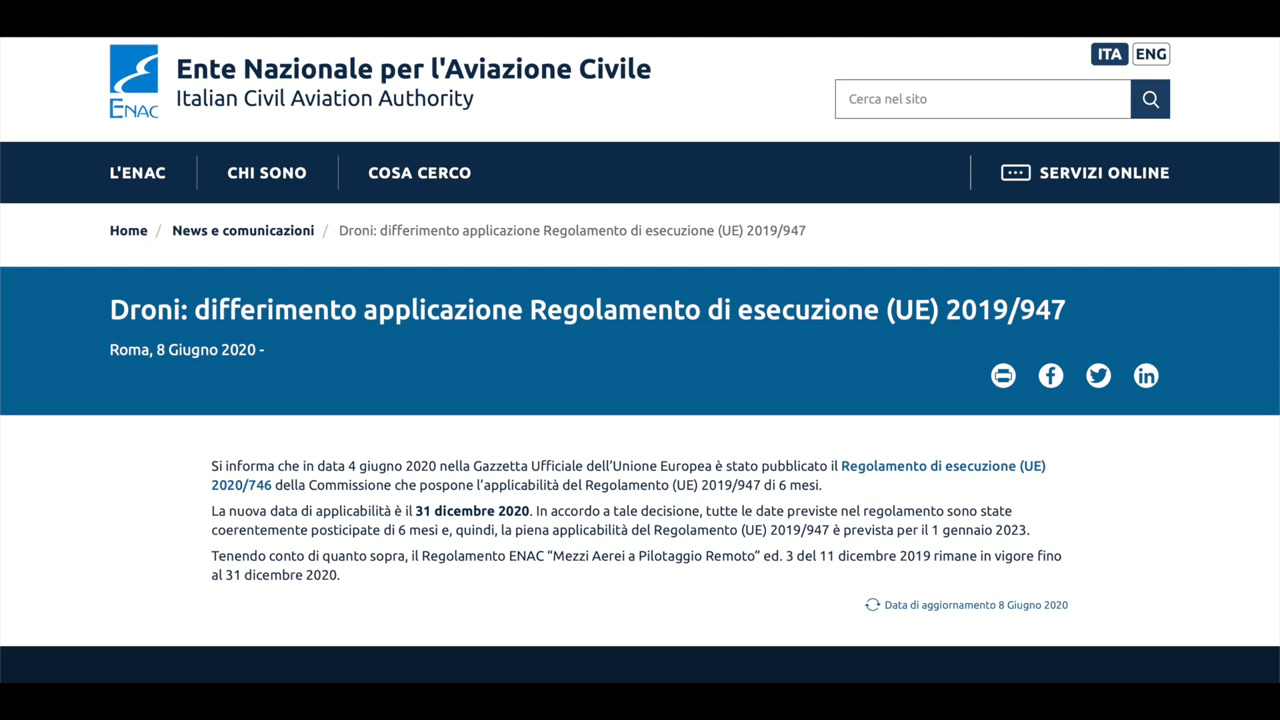 ENAC
Ente Nazionale per l'Aviazione Civile
Italian Civil Aviation Authority
ITA ENG
Cerca nel sito
L'ENAC CHI SONO COSA CERCO SERVIZI ONLINE
Home / News e comunicazioni / Droni: differimento applicazione Regolamento di esecuzione (UE) 2019/947
Droni: differimento applicazione Regolamento di esecuzione (UE) 2019/947
Roma, 8 Giugno 2020 -
Si informa che in data 4 giugno 2020 nella Gazzetta Ufficiale dell’Unione Europea è stato pubblicato il Regolamento di esecuzione (UE)
2020/746 della Commissione che pospone l’applicabilità del Regolamento (UE) 2019/947 di 6 mesi.
La nuova data di applicabilità è il 31 dicembre 2020. In accordo a tale decisione, tutte le date previste nel regolamento sono state
coerentemente posticipate di 6 mesi e, quindi, la piena applicabilità del Regolamento (UE) 2019/947 è prevista per il 1 gennaio 2023.
Tenendo conto di quanto sopra, il Regolamento ENAC “Mezzi Aerei a Pilotaggio Remoto” ed. 3 del 11 dicembre 2019 rimane in vigore fino
al 31 dicembre 2020.
Data di aggiornamento 8 Giugno 2020